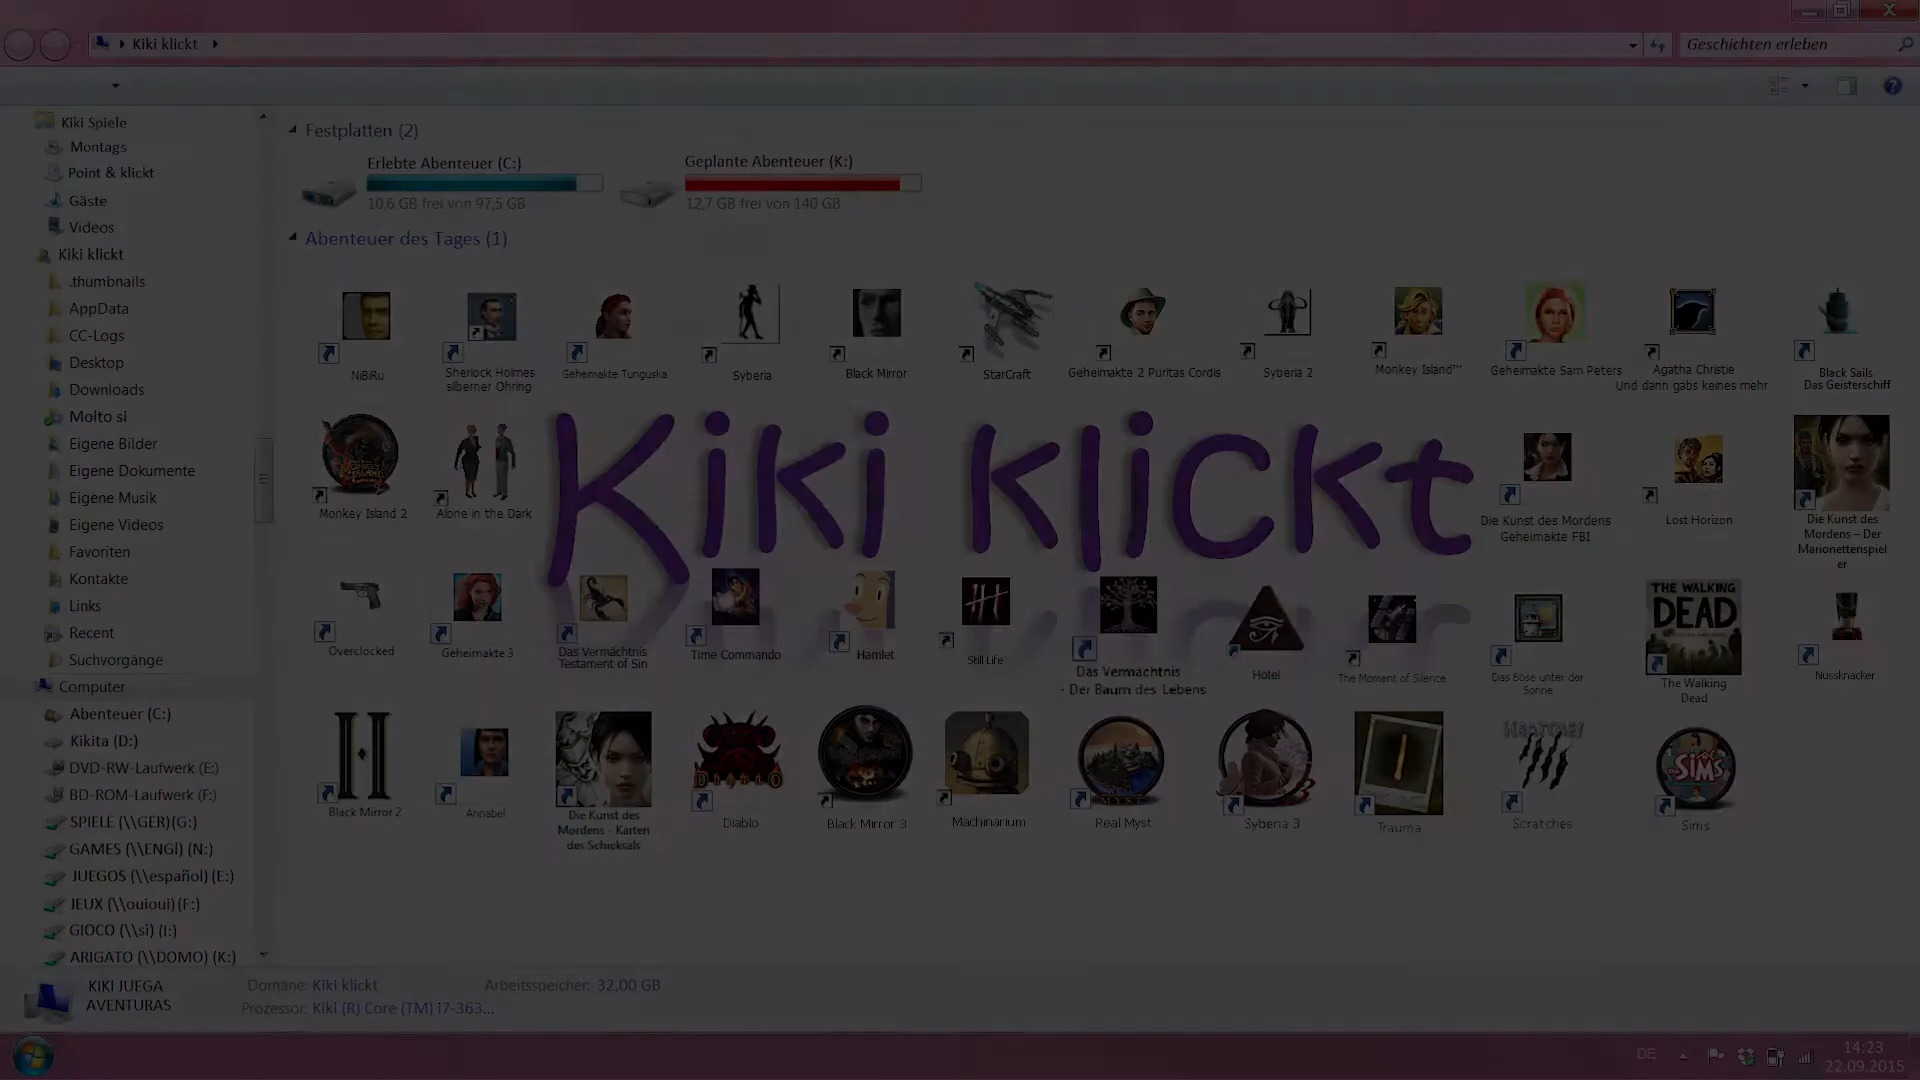 Kiki klickt
Geschichten erleben
Kiki Spiele
Montags
Point & klickt
Gäste
Videos
Kiki klickt
.thumbnails
AppData
CC-Logs
Desktop
Downloads
Molto si
Eigene Bilder
Eigene Dokumente
Eigene Musik
Eigene Videos
Favoriten
Kontakte
Links
Recent
Suchvorgänge
Computer
Abenteuer (C:)
Kikita (D:)
DVD-RW-Laufwerk (E:)
BD-ROM-Laufwerk (F:)
SPIELE (\\GER)(G:)
GAMES (\\ENGl) (N:)
JUEGOS (\\español) (E:)
JEUX (\\ouioui)(F:)
GIOCO (\\sì) (I:)
ARIGATO (\\DOMO) (K:)
Festplatten (2)
Erlebte Abenteuer (C:)
10,6 GB frei von 97,5 GB
Geplante Abenteuer (K:)
12,7 GB frei von 140 GB
Abenteuer des Tages (1)
NiBiRu
Sherlock Holmes
silberner Ohring
Geheimakte Tunguska
Syberia
Black Mirror
StarCraft
Geheimakte 2 Puritas Cordis
Syberia 2
Monkey Island™
Geheimakte Sam Peters
Agatha Christie
Und dann gabs keines mehr
Black Sails
Das Geisterschiff
Monkey Island 2
Alone in the Dark
Kiki klickt
Die Kunst des Mordens
Geheimakte FBI
Lost Horizon
Die Kunst des
Mordens – Der
Marionettenspiel
er
Overclocked
Geheimakte 3
Das Vermächtnis
Testament of Sin
Time Commando
Hamlet
Still Life
Das Vermächtnis
- Der Baum des Lebens
Hotel
The Moment of Silence
Das Böse unter der
Sonne
THE WALKING
DEAD
The Walking
Dead
Nussknacker
Black Mirror 2
Annabel
Die Kunst des
Mordens - Karten
des Schicksals
DIABLO
Diablo
Black Mirror 3
Machinarium
MYST
Real Myst
3
Syberia 3
Trauma
SCRATCHES
Scratches
The SIMS
Sims
KIKI JUEGA
AVENTURAS
Domäne: Kiki klickt
Arbeitsspeicher: 32,00 GB
Prozessor: Kiki (R) Core (TM) i7-363...
DE
14:23
22.09.2015